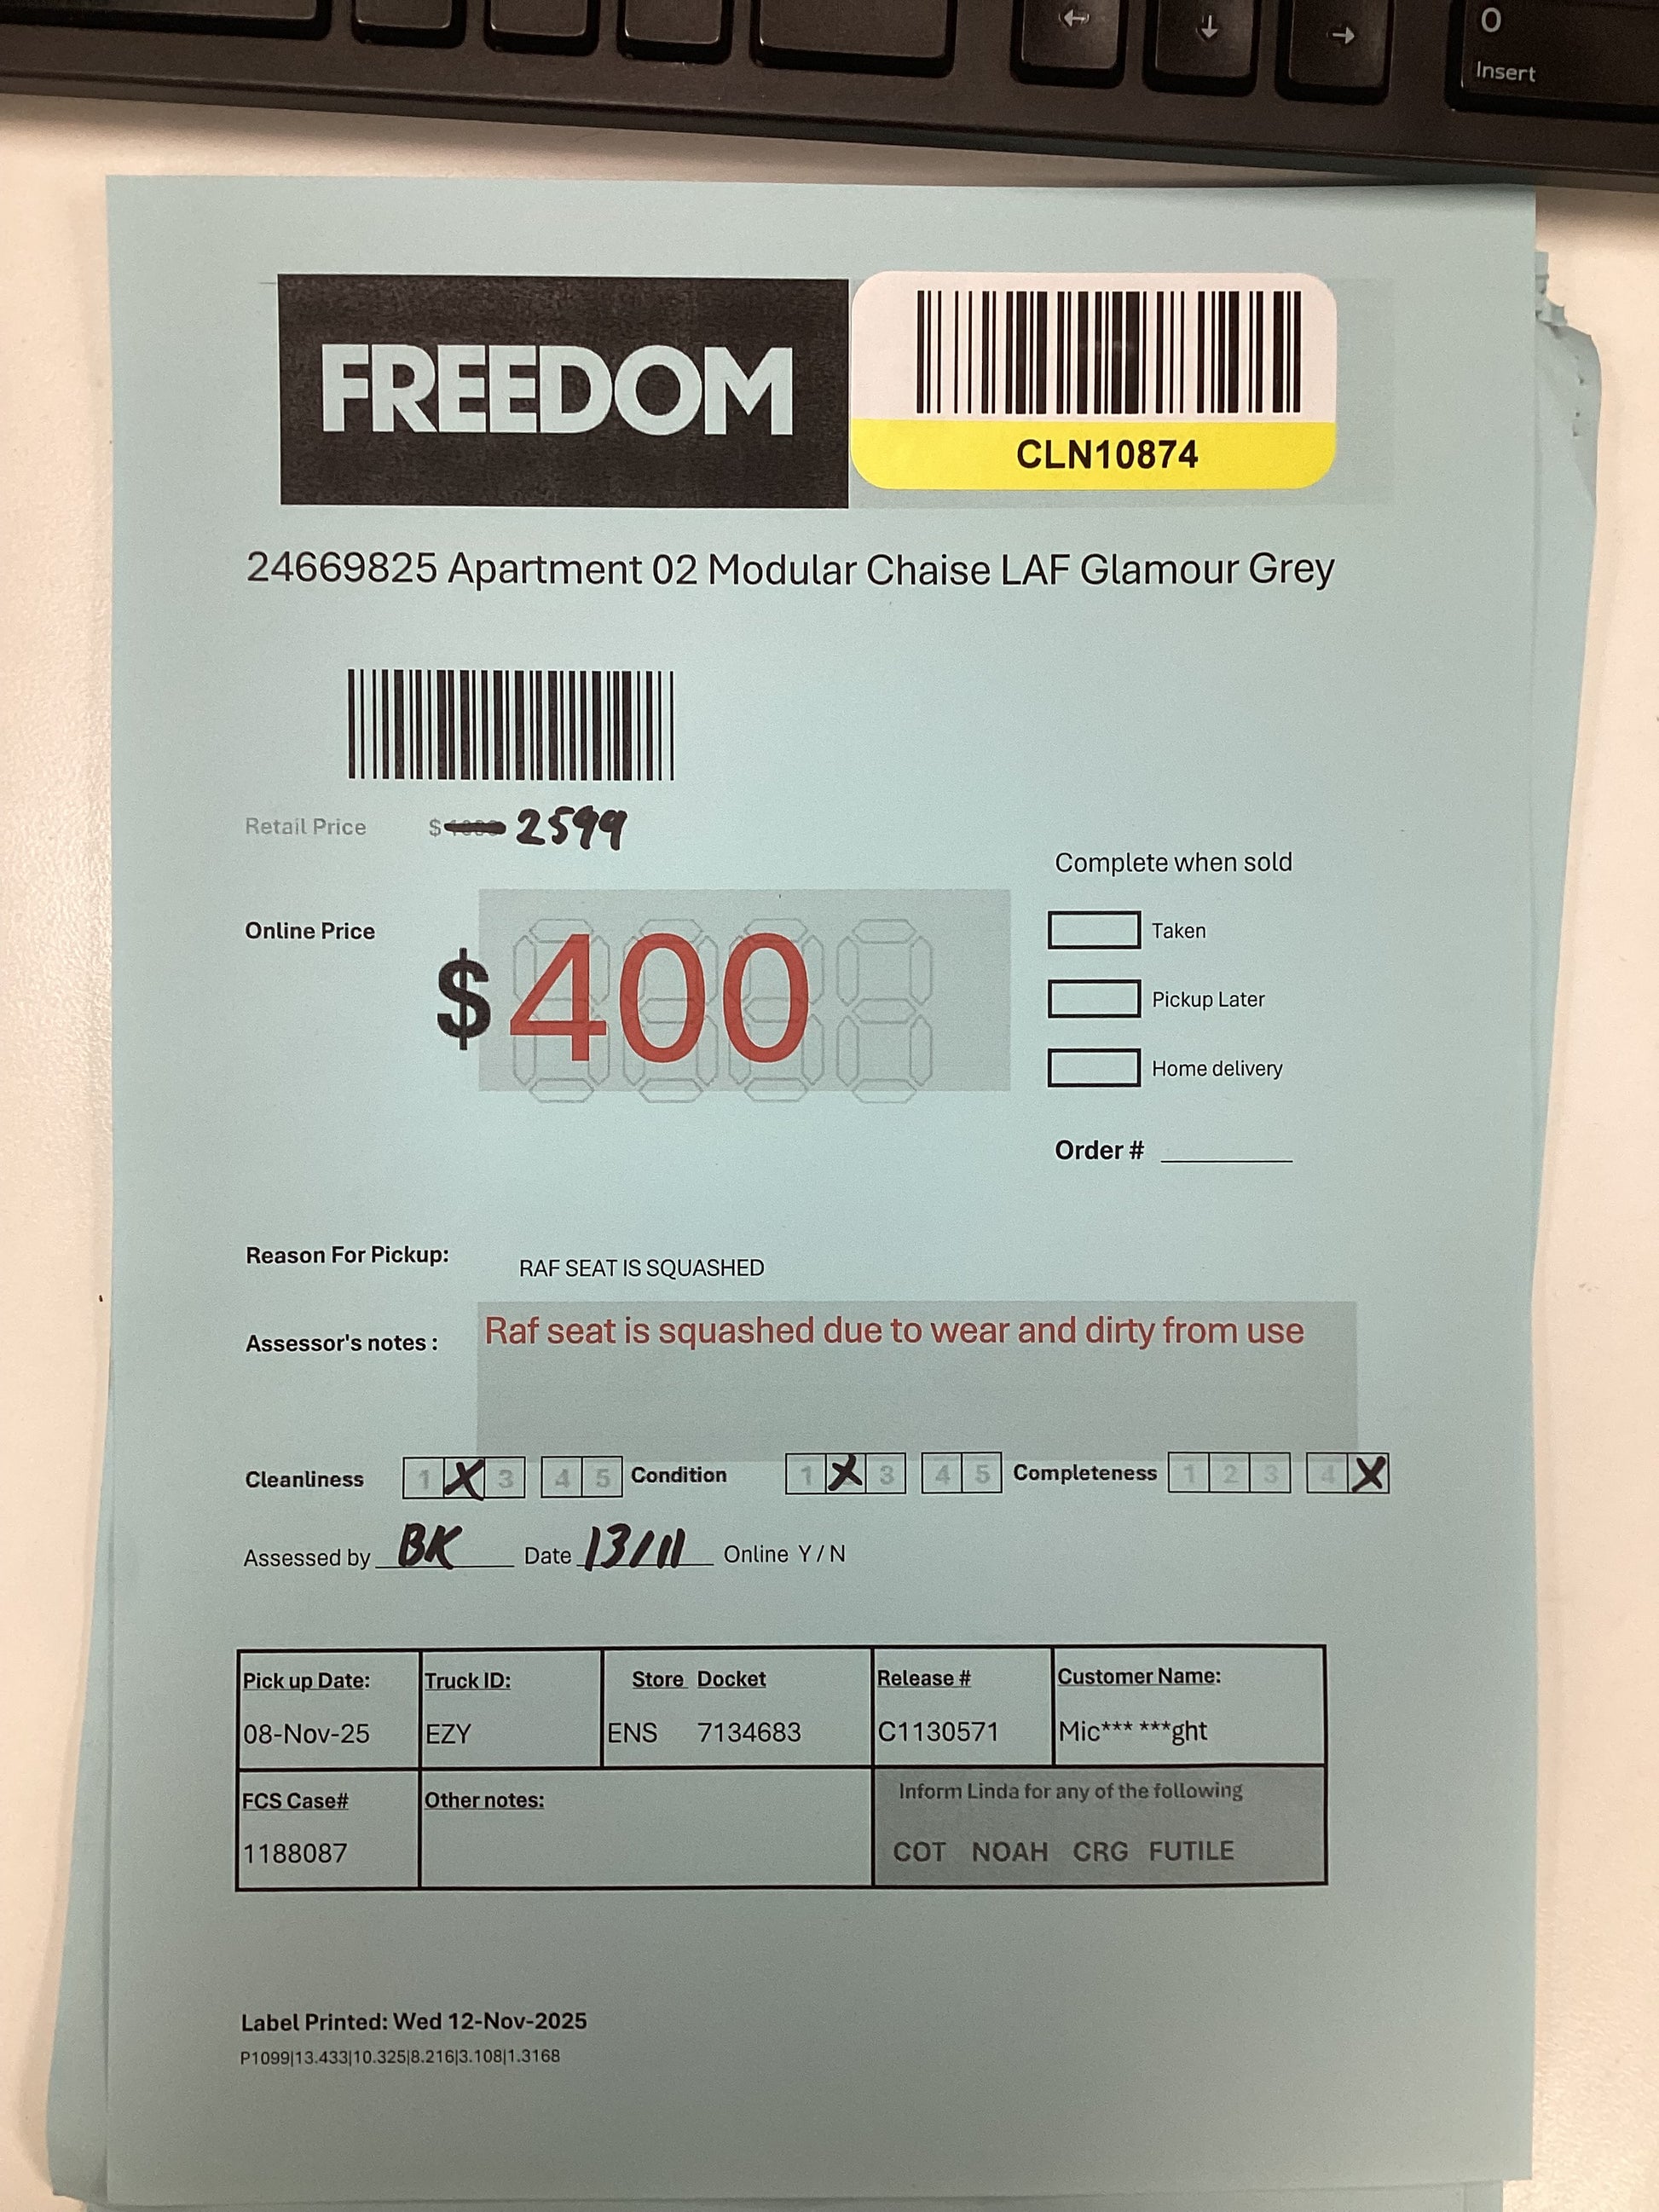 0
Insert
FREEDOM
CLN10874
24669825 Apartment 02 Modular Chaise LAF Glamour Grey
Retail Price $ 2599
Complete when sold
Online Price
$ 400
Taken
Pickup Later
Home delivery
Order #
Reason For Pickup: RAF SEAT IS SQUASHED
Assessor's notes : Raf seat is squashed due to wear and dirty from use
Cleanliness 1 X 3 4 5 Condition 1 X 3 4 5 Completeness 1 2 3 4 X
Assessed by BK Date 13/11 Online Y / N
Pick up Date: Truck ID: Store Docket Release # Customer Name:
08-Nov-25 EZY ENS 7134683 C1130571 Mic*** ***ght
FCS Case# Other notes: Inform Linda for any of the following
1188087 COT NOAH CRG FUTILE
Label Printed: Wed 12-Nov-2025
P1099|13.433|10.325|8.216|3.108|1.3168